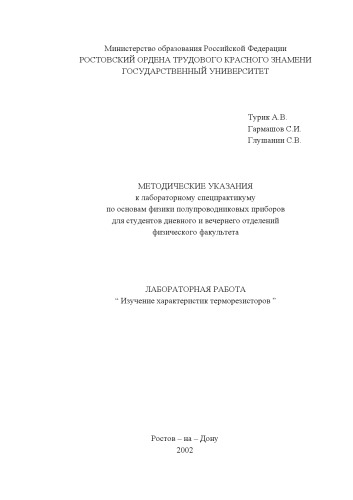 Министерство образования Российской Федерации
РОСТОВСКИЙ ОРДЕНА ТРУДОВОГО КРАСНОГО ЗНАМЕНИ
ГОСУДАРСТВЕННЫЙ УНИВЕРСИТЕТ
Турик А.В.
Гармашов С.И.
Глушанин С.В.
МЕТОДИЧЕСКИЕ УКАЗАНИЯ
к лабораторному спецпрактикуму
по основам физики полупроводниковых приборов
для студентов дневного и вечернего отделений
физического факультета
ЛАБОРАТОРНАЯ РАБОТА
“ Изучение характеристик терморезисторов ”
Ростов – на – Дону
2002